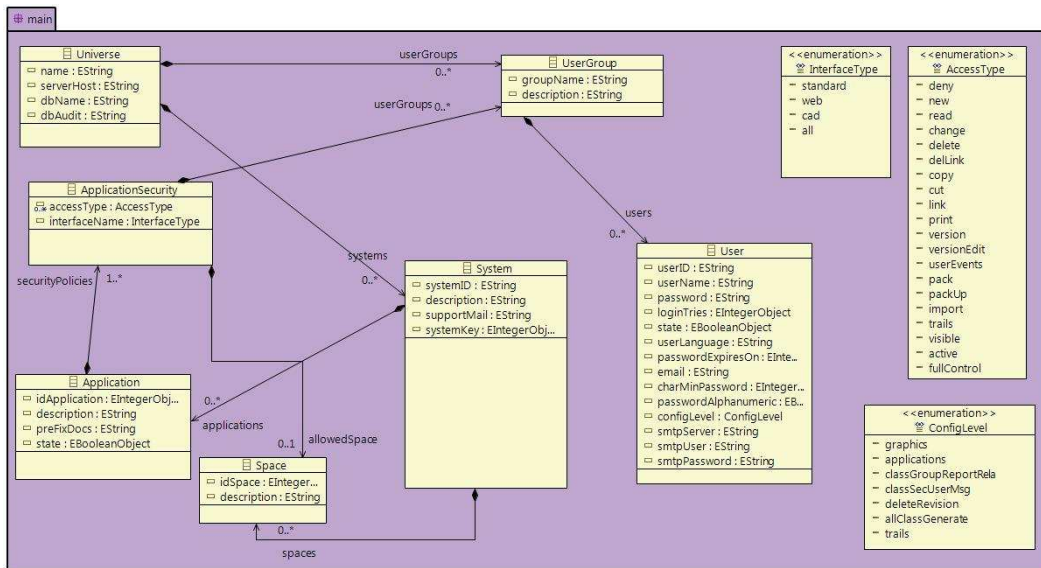 main
Universe
name : EString
serverHost : EString
dbName : EString
dbAudit : EString
userGroups
0..*
UserGroup
groupName : EString
description : EString
userGroups
0..*
<<enumeration>>
InterfaceType
standard
web
cad
all
<<enumeration>>
AccessType
deny
new
read
change
delete
delLink
copy
cut
link
print
version
versionEdit
userEvents
pack
packUp
import
trails
visible
active
fullControl
ApplicationSecurity
0..* accessType : AccessType
interfaceName : InterfaceType
users
0..*
systems
0..*
securityPolicies
1..*
System
systemID : EString
description : EString
supportMail : EString
systemKey : EIntegerObj...
User
userID : EString
userName : EString
password : EString
loginTries : EIntegerObject
state : EBooleanObject
userLanguage : EString
passwordExpiresOn : EInte...
email : EString
charMinPassword : EInteger...
passwordAlphanumeric : EB...
configLevel : ConfigLevel
smtpServer : EString
smtpUser : EString
smtpPassword : EString
Application
idApplication : EIntegerObj...
description : EString
preFixDocs : EString
state : EBooleanObject
0..*
applications
0..1
allowedSpace
Space
idSpace : EInteger...
description : EString
0..*
spaces
<<enumeration>>
ConfigLevel
graphics
applications
classGroupReportRela
classSecUserMsg
deleteRevision
allClassGenerate
trails